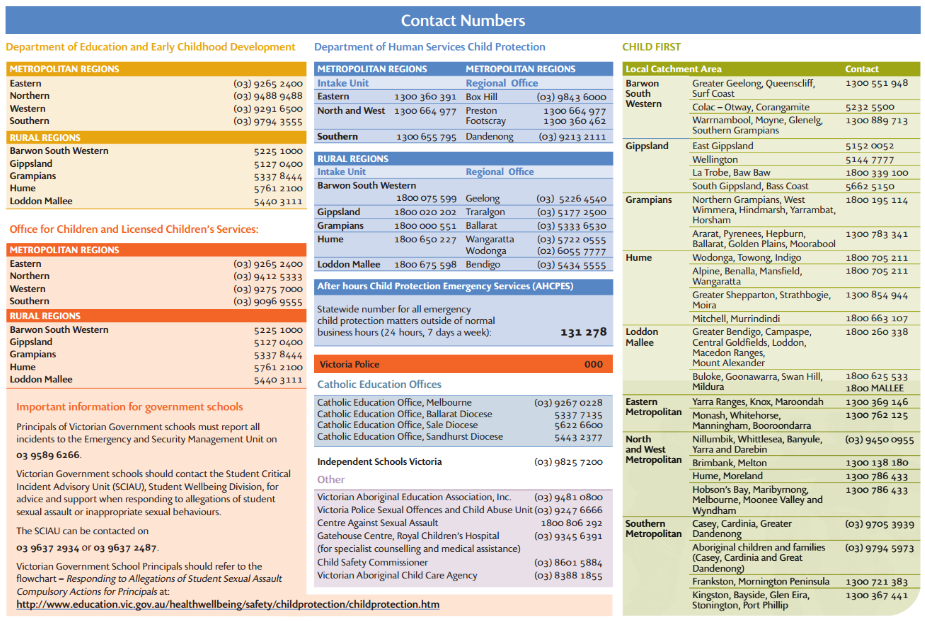 Contact Numbers
Department of Education and Early Childhood Development
METROPOLITAN REGIONS
Eastern (03) 9265 2400
Northern (03) 9488 9488
Western (03) 9291 6500
Southern (03) 9794 3555
RURAL REGIONS
Barwon South Western 5225 1000
Gippsland 5127 0400
Grampians 5337 8444
Hume 5761 2100
Loddon Mallee 5440 3111
Office for Children and Licensed Children's Services:
METROPOLITAN REGIONS
Eastern (03) 9265 2400
Northern (03) 9412 5333
Western (03) 9275 7000
Southern (03) 9096 9555
RURAL REGIONS
Barwon South Western 5225 1000
Gippsland 5127 0400
Grampians 5337 8444
Hume 5761 2100
Loddon Mallee 5440 3111
Important information for government schools
Principals of Victorian Government schools must report all
incidents to the Emergency and Security Management Unit on
03 9589 6266.
Victorian Government schools should contact the Student Critical
Incident Advisory Unit (SCIAU), Student Wellbeing Division, for
advice and support when responding to allegations of student
sexual assault or inappropriate sexual behaviours.
The SCIAU can be contacted on
03 9637 2934 or 03 9637 2487.
Victorian Government School Principals should refer to the
flowchart – Responding to Allegations of Student Sexual Assault
Compulsory Actions for Principals at:
http://www.education.vic.gov.au/healthwellbeing/safety/childprotection/childprotection.htm
Department of Human Services Child Protection
METROPOLITAN REGIONS METROPOLITAN REGIONS
Intake Unit Regional Office
Eastern 1300 360 391 Box Hill (03) 9843 6000
North and West 1300 664 977 Preston 1300 664 977
Footscray 1300 360 462
Southern 1300 655 795 Dandenong (03) 9213 2111
RURAL REGIONS
Intake Unit Regional Office
Barwon South Western
1800 075 599 Geelong (03) 5226 4540
Gippsland 1800 020 202 Traralgon (03) 5177 2500
Grampians 1800 000 551 Ballarat (03) 5333 6530
Hume 1800 650 227 Wangaratta (03) 5722 0555
Wodonga (02) 6055 7777
Loddon Mallee 1800 675 598 Bendigo (03) 5434 5555
After hours Child Protection Emergency Services (AHCPES)
Statewide number for all emergency
child protection matters outside of normal
business hours (24 hours, 7 days a week): 131 278
Victoria Police 000
Catholic Education Offices
Catholic Education Office, Melbourne (03) 9267 0228
Catholic Education Office, Ballarat Diocese 5337 7135
Catholic Education Office, Sale Diocese 5622 6600
Catholic Education Office, Sandhurst Diocese 5443 2377
Independent Schools Victoria (03) 9825 7200
Other
Victorian Aboriginal Education Association, Inc. (03) 9481 0800
Victoria Police Sexual Offences and Child Abuse Unit (03) 9247 6666
Centre Against Sexual Assault 1800 806 292
Gatehouse Centre, Royal Children's Hospital (03) 9345 6391
(for specialist counselling and medical assistance)
Child Safety Commissioner (03) 8601 5884
Victorian Aboriginal Child Care Agency (03) 8388 1855
CHILD FIRST
Local Catchment Area Contact
Barwon Greater Geelong, Queenscliff, 1300 551 948
South Surf Coast
Western Colac – Otway, Corangamite 5232 5500
Warrnambool, Moyne, Glenelg, 1300 889 713
Southern Grampians
Gippsland East Gippsland 5152 0052
Wellington 5144 7777
La Trobe, Baw Baw 1800 339 100
South Gippsland, Bass Coast 5662 5150
Grampians Northern Grampians, West 1800 195 114
Wimmera, Hindmarsh, Yarrambat,
Horsham
Ararat, Pyrenees, Hepburn, 1300 783 341
Ballarat, Golden Plains, Moorabool
Hume Wodonga, Towong, Indigo 1800 705 211
Alpine, Benalla, Mansfield, 1800 705 211
Wangaratta
Greater Shepparton, Strathbogie, 1300 854 944
Moira
Mitchell, Murrindindi 1800 663 107
Loddon Greater Bendigo, Campaspe, 1800 260 338
Mallee Central Goldfields, Loddon,
Macedon Ranges,
Mount Alexander
Buloke, Goonawarra, Swan Hill, 1800 625 533
Mildura 1800 MALLEE
Eastern Yarra Ranges, Knox, Maroondah 1300 369 146
Metropolitan Monash, Whitehorse, 1300 762 125
Manningham, Booroondarra
North Nillumbik, Whittlesea, Banyule, (03) 9450 0955
and West Yarra and Darebin
Metropolitan Brimbank, Melton 1300 138 180
Hume, Moreland 1300 786 433
Hobson's Bay, Maribyrnong, 1300 786 433
Melbourne, Moonee Valley and
Wyndham
Southern Casey, Cardinia, Greater (03) 9705 3939
Metropolitan Dandenong
Aboriginal children and families (03) 9794 5973
(Casey, Cardinia and Great
Dandenong)
Frankston, Mornington Peninsula 1300 721 383
Kingston, Bayside, Glen Eira, 1300 367 441
Stonington, Port Phillip